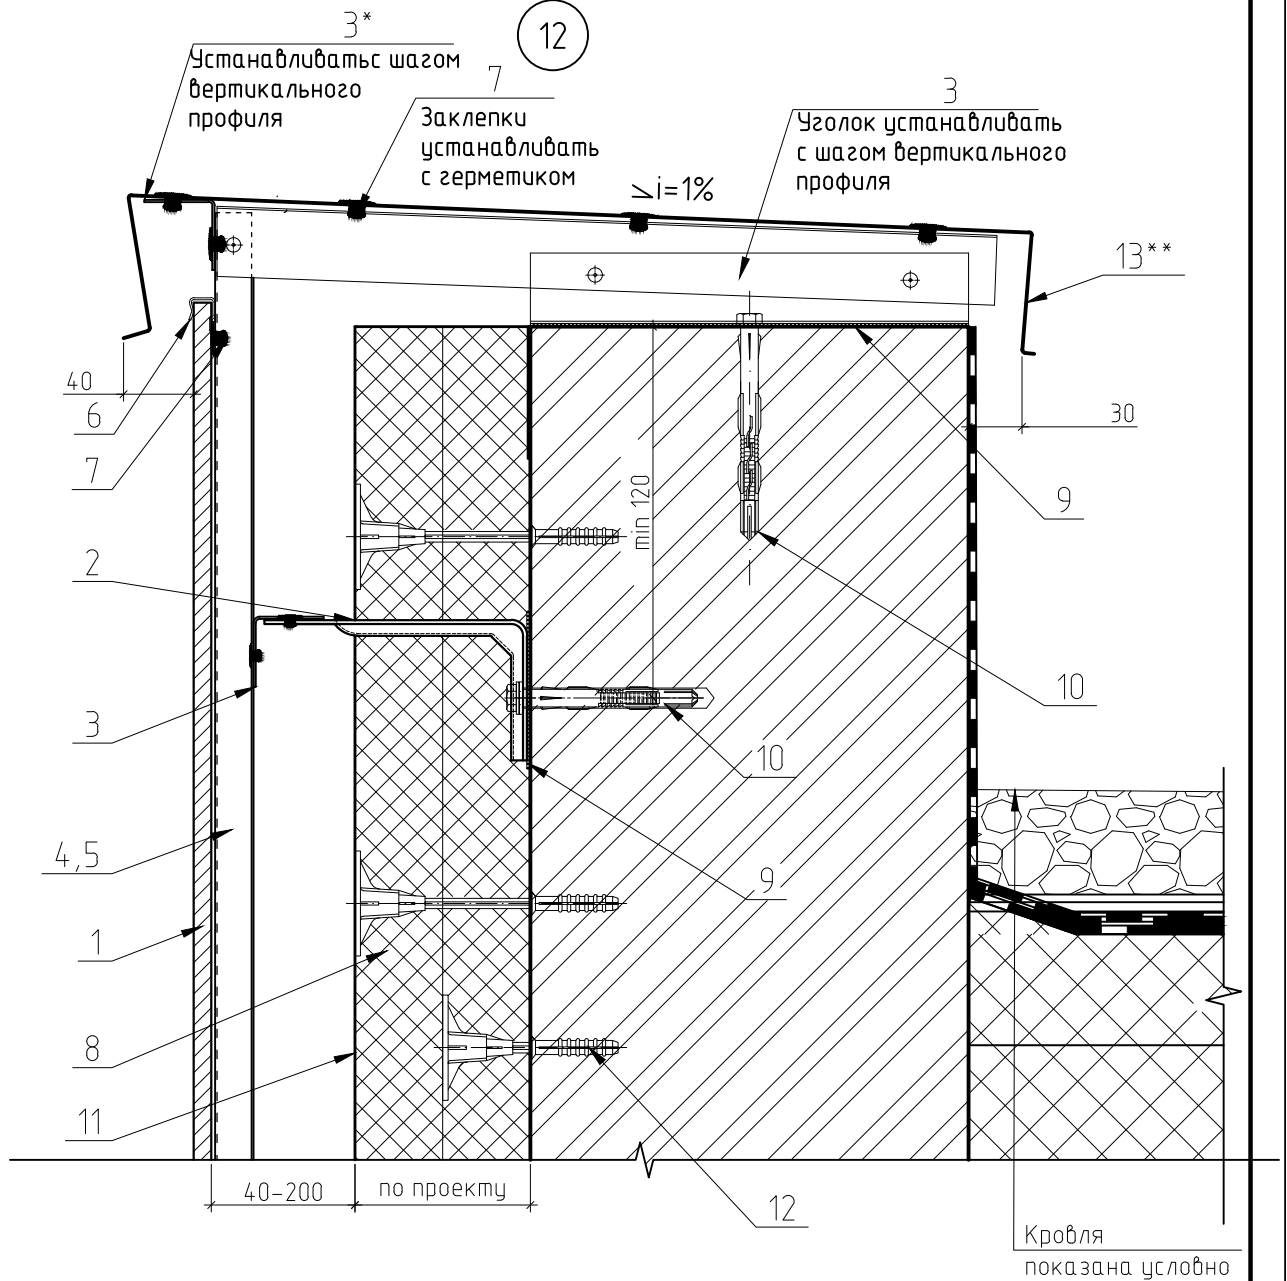 3*
Устанавливатьс шагом
вертикального
профиля
12
7
Заклепки
устанавливать
с герметиком
i=1%
3
Уголок устанавливать
с шагом вертикального
профиля
13**
40
6
7
30
9
min 120
2
3
10
10
4,5
9
1
8
11
40-200
по проекту
12
Кровля
показана условно